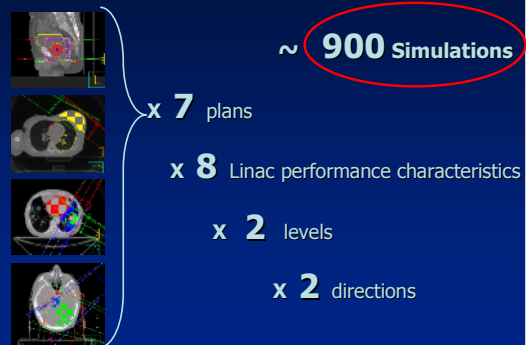 ~ 900 Simulations
x 7 plans
x 8 Linac performance characteristics
x 2 levels
x 2 directions